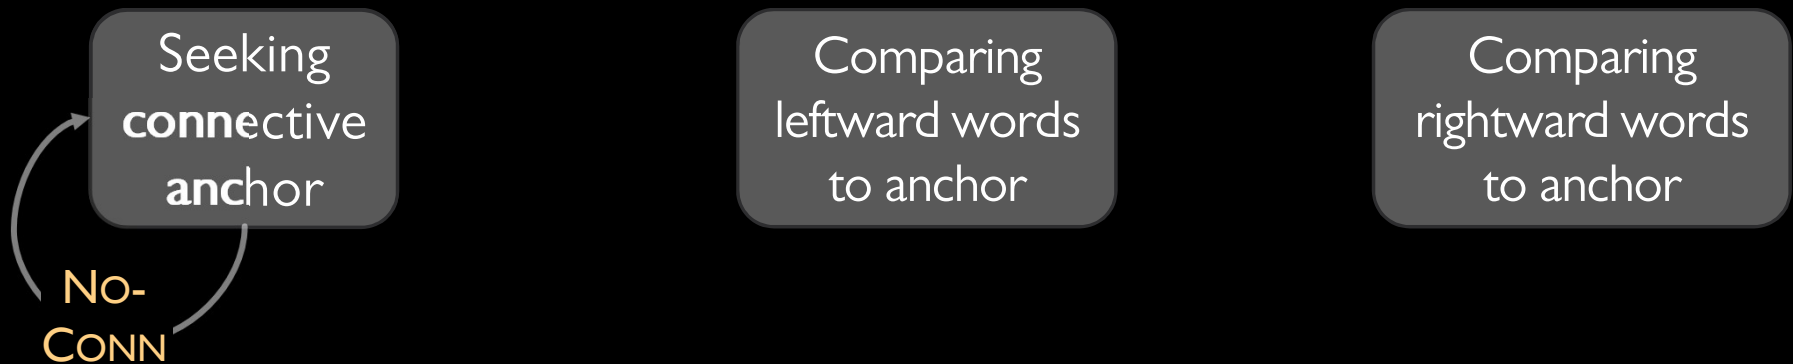 Seeking
connective
anchor
Comparing
leftward words
to anchor
Comparing
rightward words
to anchor
NO-
CONN